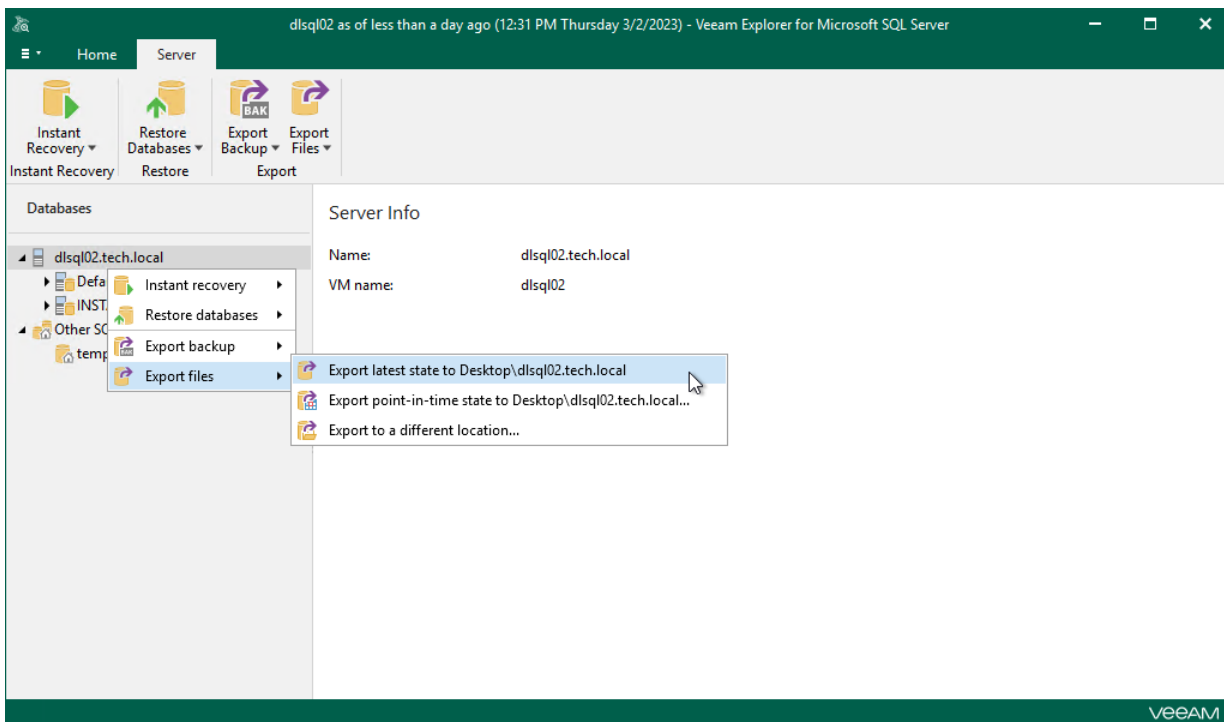 dlsql02 as of less than a day ago (12:31 PM Thursday 3/2/2023) - Veeam Explorer for Microsoft SQL Server
Home
Server
Instant
Recovery
Restore
Databases
BAK
Export
Backup
Export
Files
Instant Recovery
Restore
Export
Databases
dlsql02.tech.local
Defa
INST
Other SQ
temp
Instant recovery
Restore databases
Export backup
Export files
Export latest state to Desktop\dlsql02.tech.local
Export point-in-time state to Desktop\dlsql02.tech.local...
Export to a different location...
Server Info
Name:
dlsql02.tech.local
VM name:
dlsql02
veeam